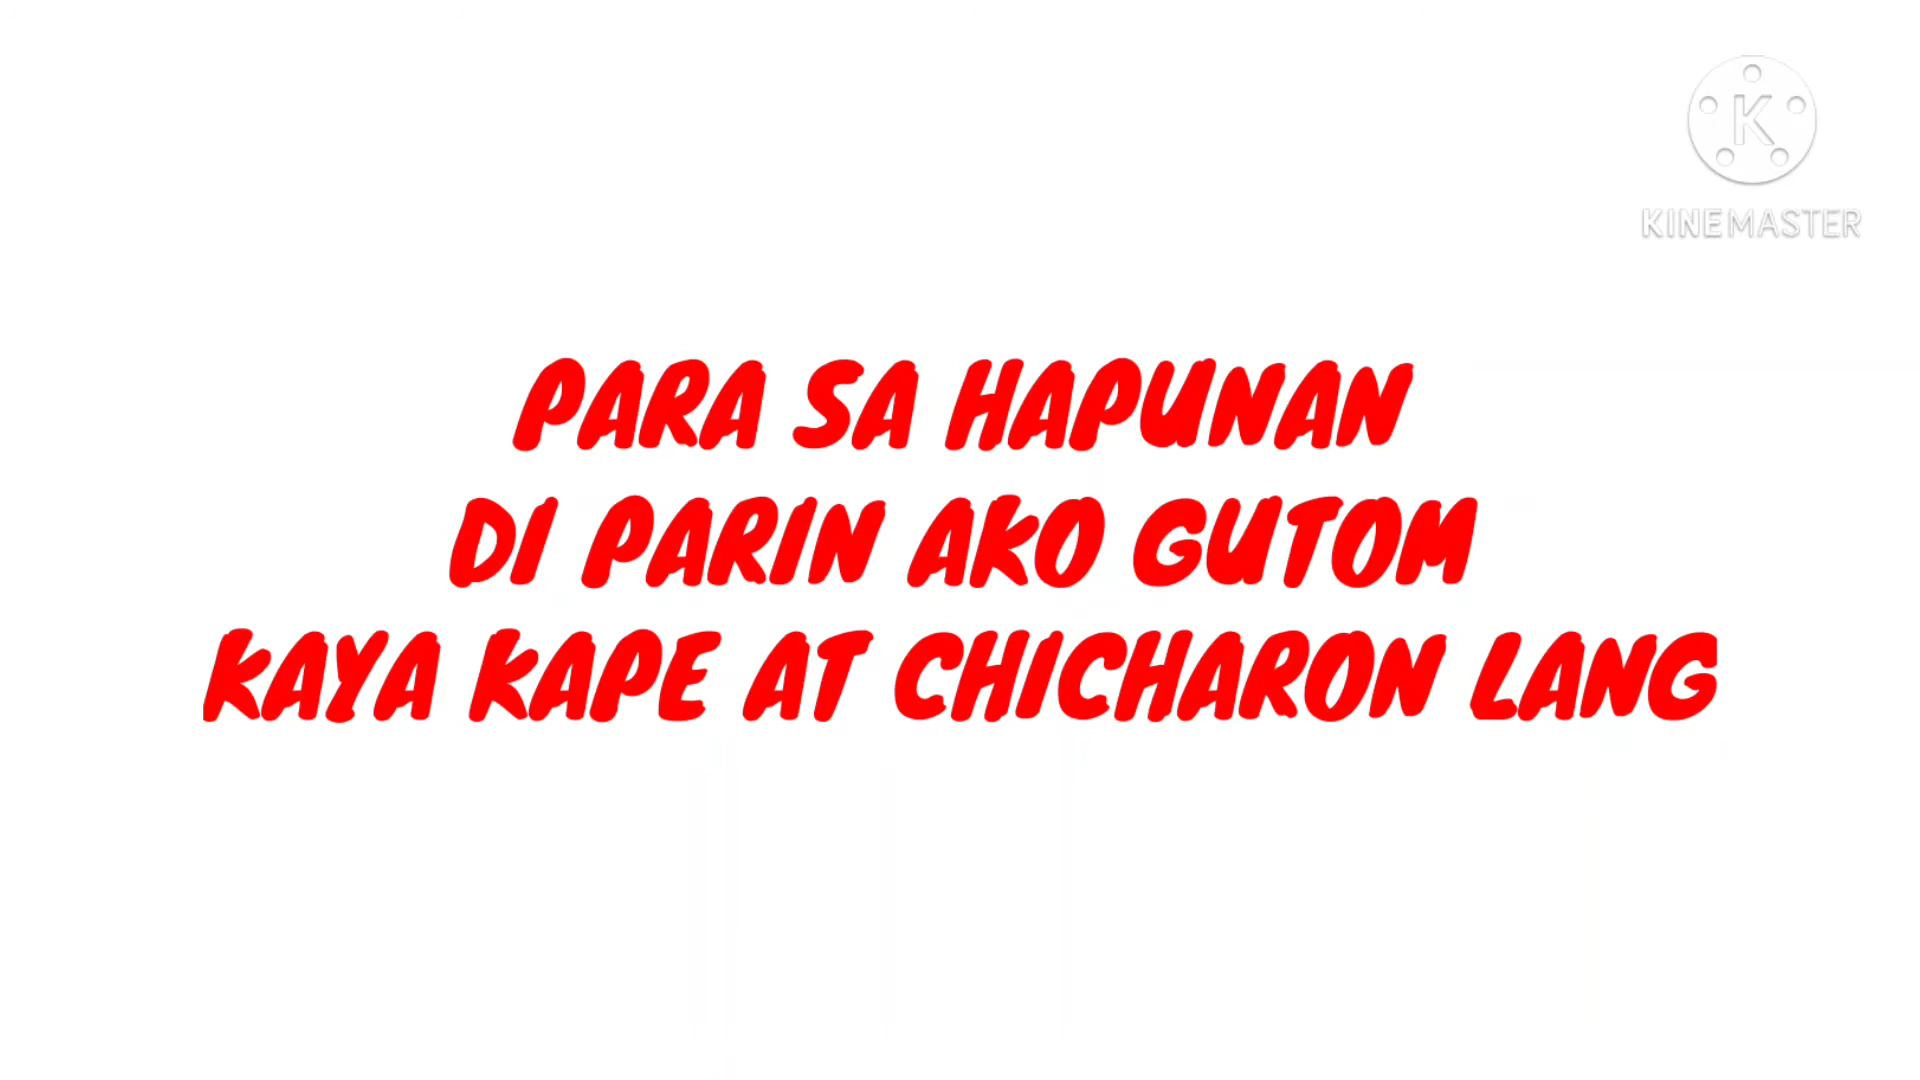 KINEMASTER
PARA SA HAPUNAN
DI PARIN AKO GUTOM
KAYA KAPE AT CHICHARON LANG